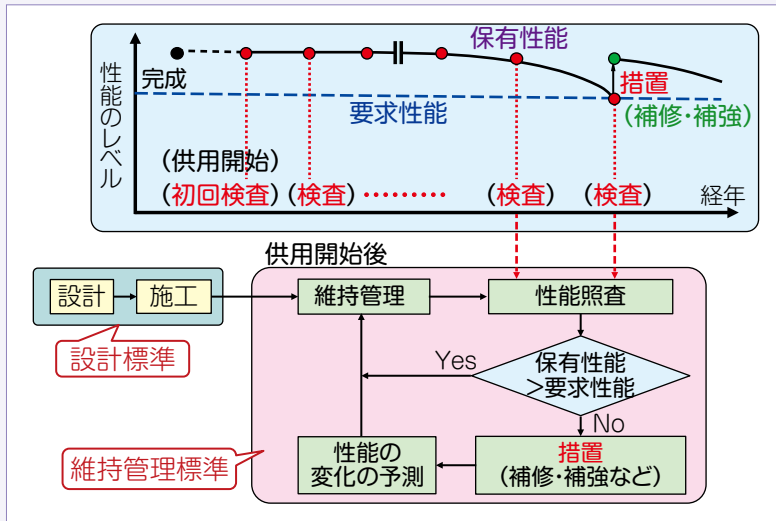 性能のレベル
完成
保有性能
要求性能
措置
(補修・補強)
(供用開始)
(初回検査)
(検査)
………
(検査)
(検査)
経年
供用開始後
設計
施工
維持管理
性能照査
設計標準
Yes
保有性能
>要求性能
No
維持管理標準
性能の
変化の予測
措置
(補修・補強など)